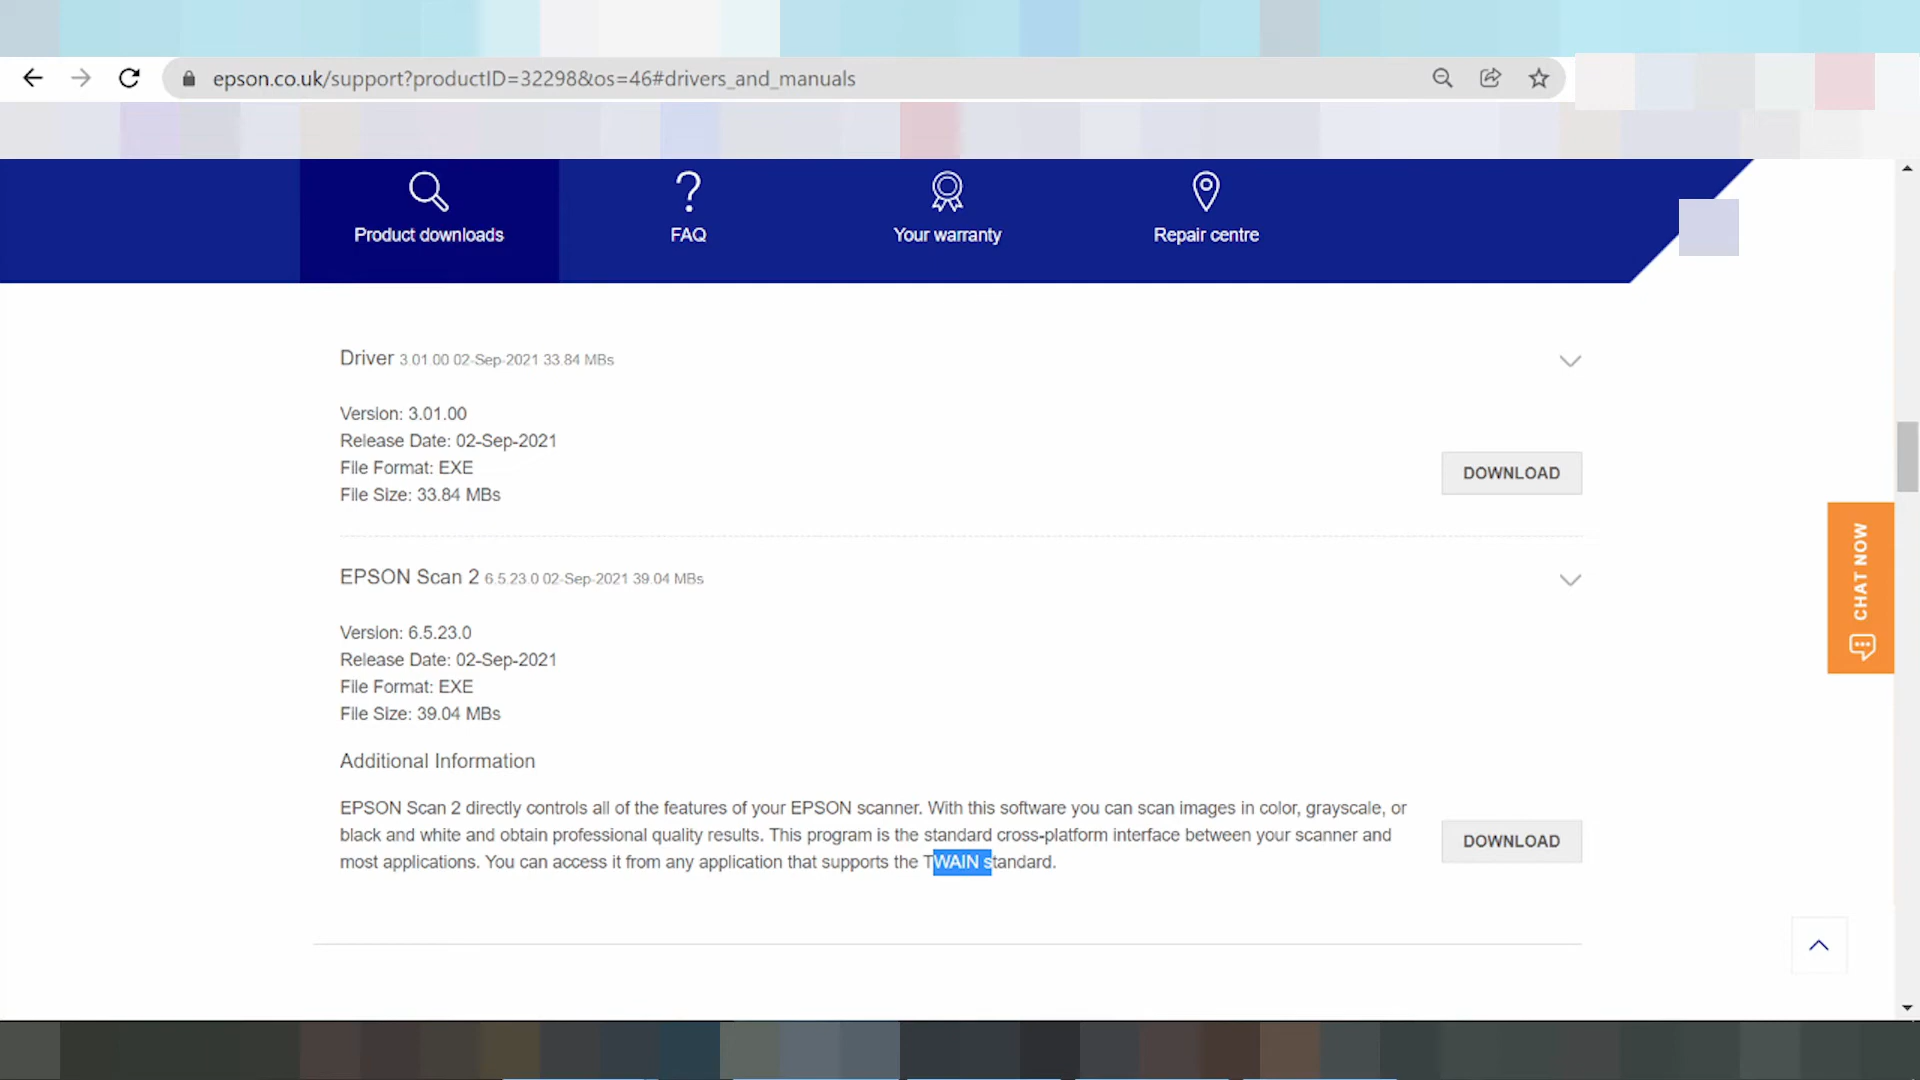 epson.co.uk/support?productID=32298&os=46#drivers_and_manuals
Product downloads
FAQ
Your warranty
Repair centre
Driver 3.01.00 02-Sep-2021 33.84 MBs
Version: 3.01.00
Release Date: 02-Sep-2021
File Format: EXE
File Size: 33.84 MBs
DOWNLOAD
EPSON Scan 2 6.5.23.0 02-Sep-2021 39.04 MBs
Version: 6.5.23.0
Release Date: 02-Sep-2021
File Format: EXE
File Size: 39.04 MBs
Additional Information
EPSON Scan 2 directly controls all of the features of your EPSON scanner. With this software you can scan images in color, grayscale, or
black and white and obtain professional quality results. This program is the standard cross-platform interface between your scanner and
most applications. You can access it from any application that supports the TWAIN standard.
DOWNLOAD
CHAT NOW